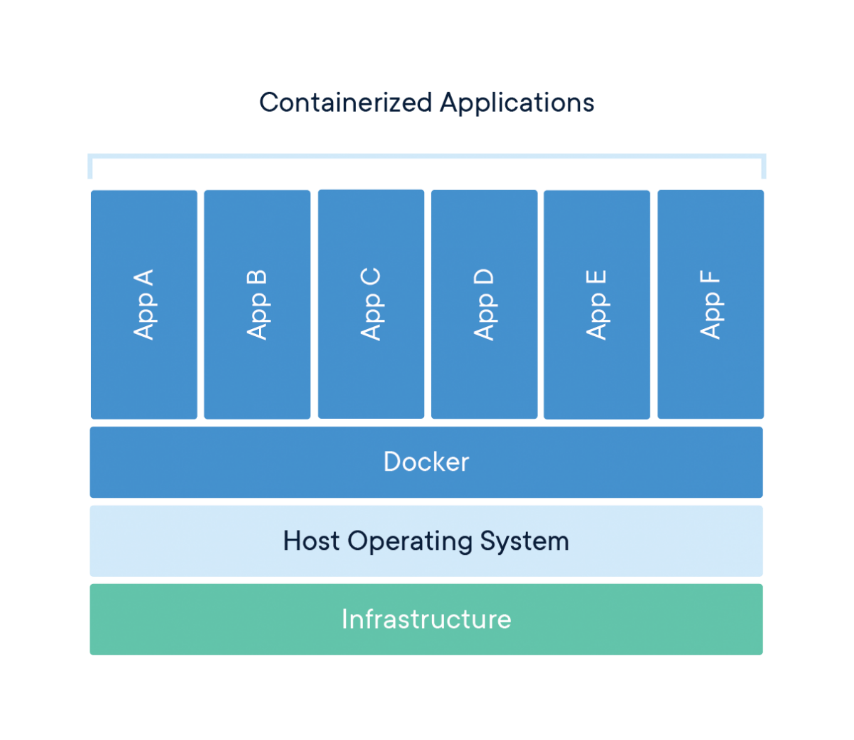 Containerized Applications
App A
App B
App C
App D
App E
App F
Docker
Host Operating System
Infrastructure